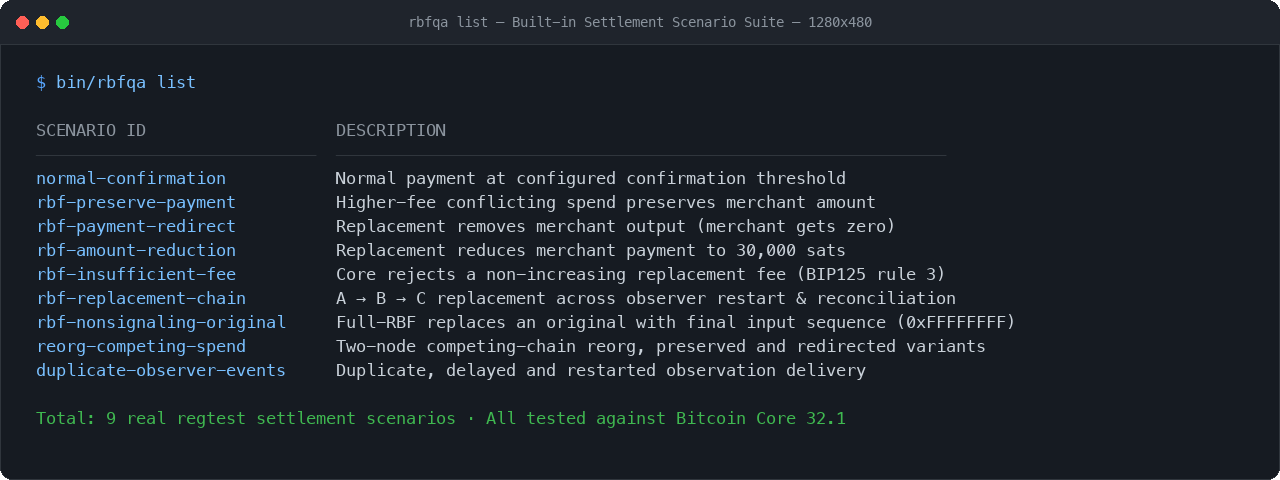 rbfqa list — Built-in Settlement Scenario Suite — 1280x480
$ bin/rbfqa list
SCENARIO ID DESCRIPTION
normal-confirmation Normal payment at configured confirmation threshold
rbf-preserve-payment Higher-fee conflicting spend preserves merchant amount
rbf-payment-redirect Replacement removes merchant output (merchant gets zero)
rbf-amount-reduction Replacement reduces merchant payment to 30,000 sats
rbf-insufficient-fee Core rejects a non-increasing replacement fee (BIP125 rule 3)
rbf-replacement-chain A → B → C replacement across observer restart & reconciliation
rbf-nonsignaling-original Full-RBF replaces an original with final input sequence (0xFFFFFFFF)
reorg-competing-spend Two-node competing-chain reorg, preserved and redirected variants
duplicate-observer-events Duplicate, delayed and restarted observation delivery
Total: 9 real regtest settlement scenarios · All tested against Bitcoin Core 32.1